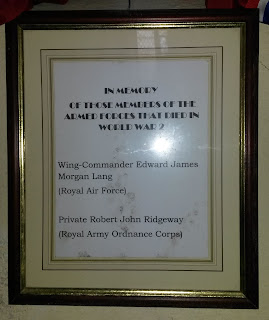 IN MEMORY
OF THOSE MEMBERS OF THE
ARMED FORCES THAT DIED IN
WORLD WAR 2
Wing-Commander Edward James
Morgan Lang
(Royal Air Force)
Private Robert John Ridgeway
(Royal Army Ordnance Corps)